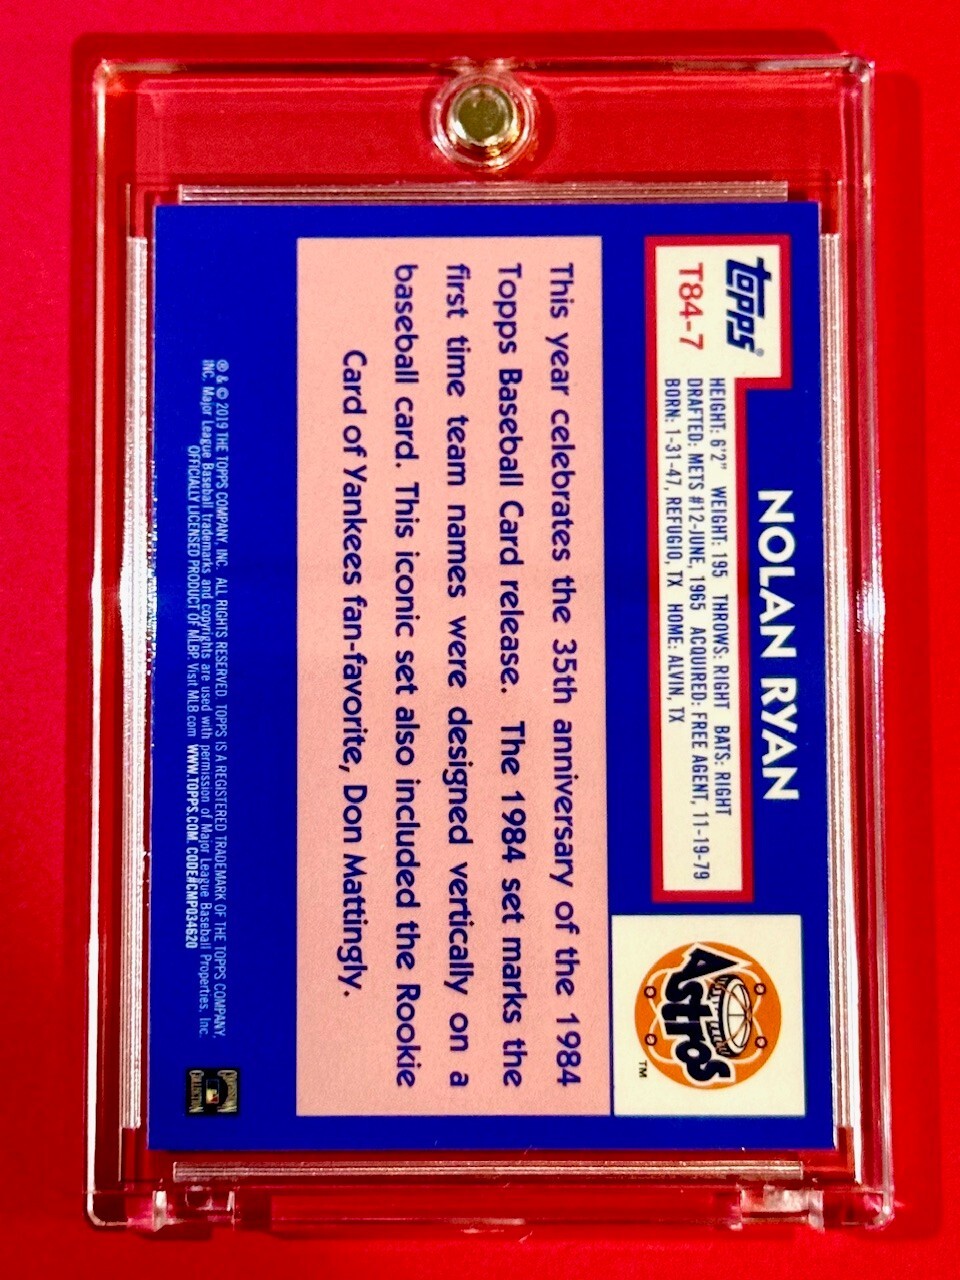 NOLAN RYAN
topps®
T84-7
HEIGHT: 6'2" WEIGHT: 195 THROWS: RIGHT BATS: RIGHT
DRAFTED: METS #12-JUNE, 1965 ACQUIRED: FREE AGENT, 11-19-79
BORN: 1-31-47, REFUGIO, TX HOME: ALVIN, TX
Astros
TM
This year celebrates the 35th anniversary of the 1984
Topps Baseball Card release. The 1984 set marks the
first time team names were designed vertically on a
baseball card. This iconic set also included the Rookie
Card of Yankees fan-favorite, Don Mattingly.
® & © 2019 THE TOPPS COMPANY, INC. ALL RIGHTS RESERVED. TOPPS IS A REGISTERED TRADEMARK OF THE TOPPS COMPANY,
INC. Major League Baseball trademarks and copyrights are used with permission of Major League Baseball Properties, Inc.
OFFICIALLY LICENSED PRODUCT OF MLBP. Visit MLB.com WWW.TOPPS.COM. CODE#CMP034620
COOPERSTOWN
COLLECTION